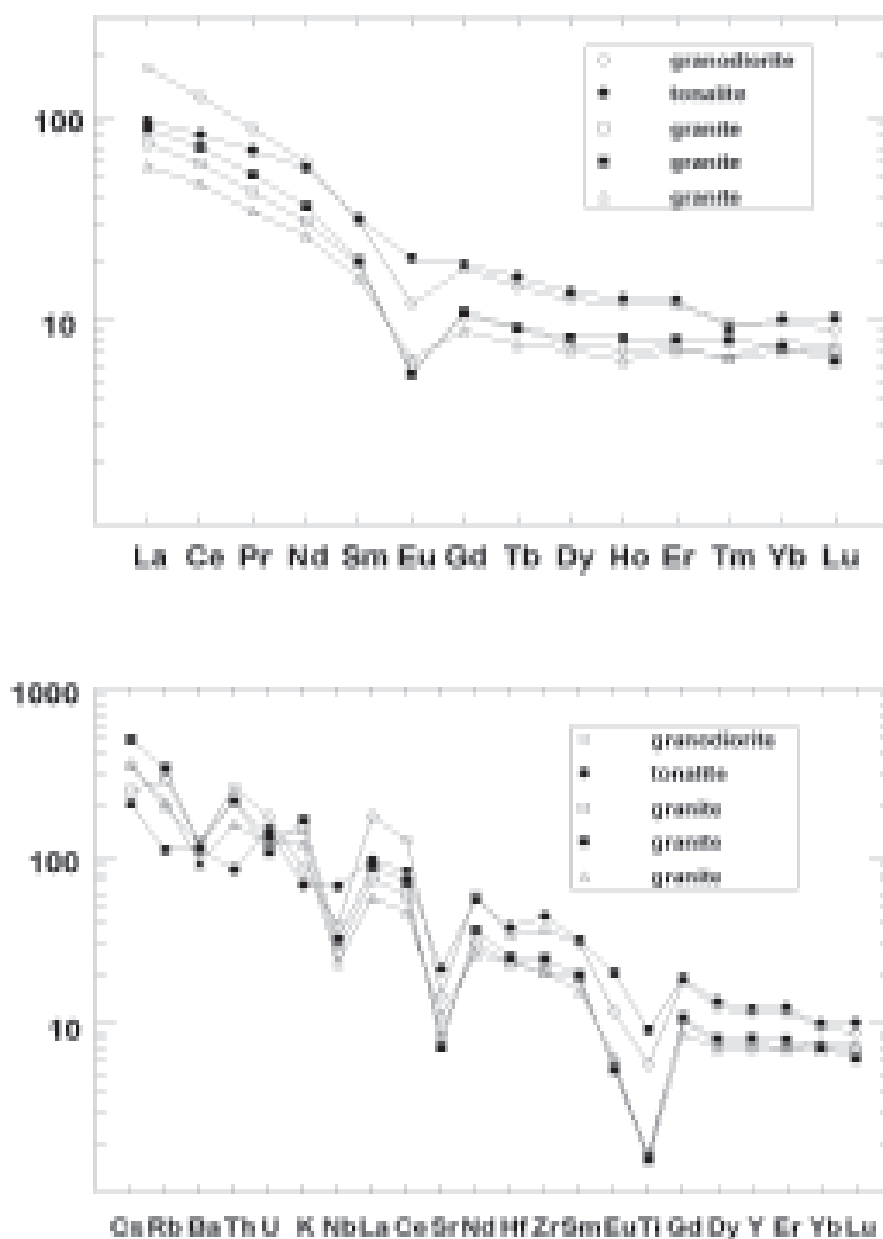 granodiorite
tonalite
granite
granite
granite
100
10
La Ce Pr Nd Sm Eu Gd Tb Dy Ho Er Tm Yb Lu
1000
granodiorite
tonalite
granite
granite
granite
100
10
Cs Rb Ba Th U K Nb La Ce Sr Nd Hf Zr Sm Eu Ti Gd Dy Y Er Yb Lu